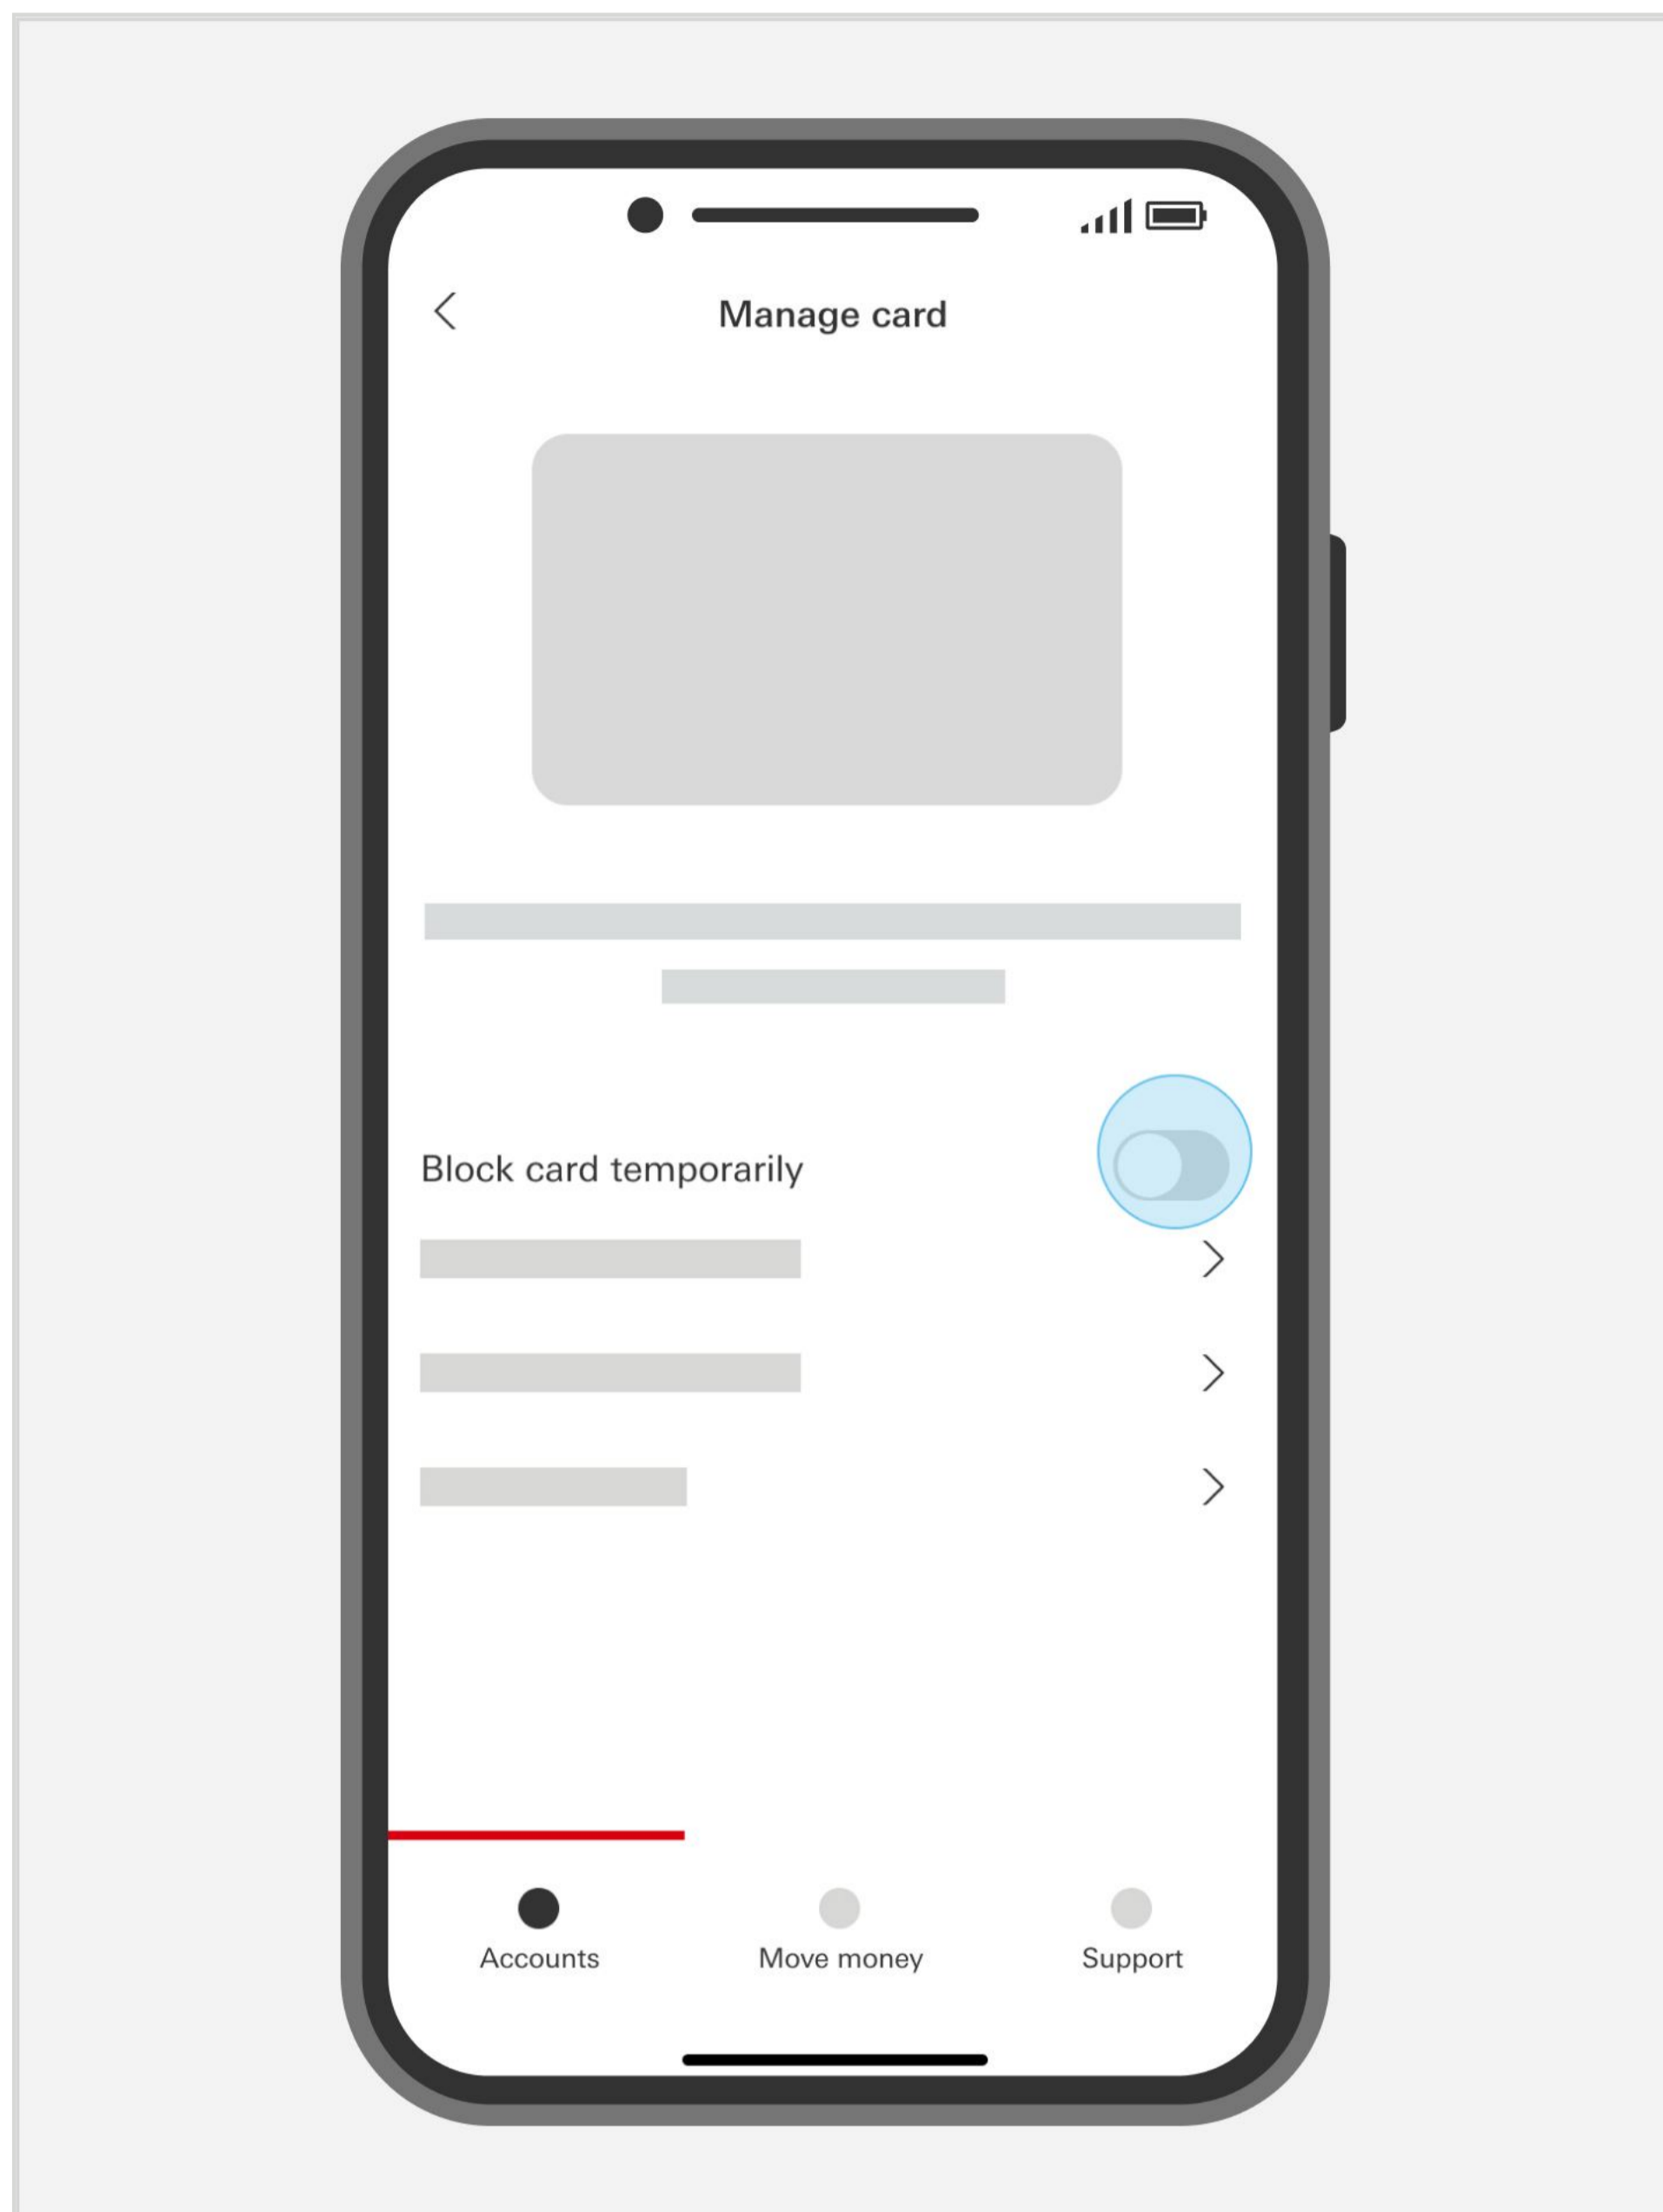 Manage card
Block card temporarily
Accounts
Move money
Support